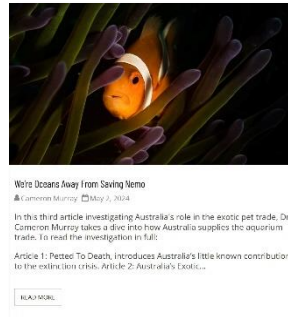 We're Oceans Away From Saving Nemo
Cameron Murray May 2, 2024
In this third article investigating Australia's role in the exotic pet trade, Dr
Cameron Murray takes a dive into how Australia supplies the aquarium
trade. To read the investigation in full:
Article 1: Petted To Death, introduces Australia's little known contribution
to the extinction crisis. Article 2: Australia's Exotic...
READ MORE